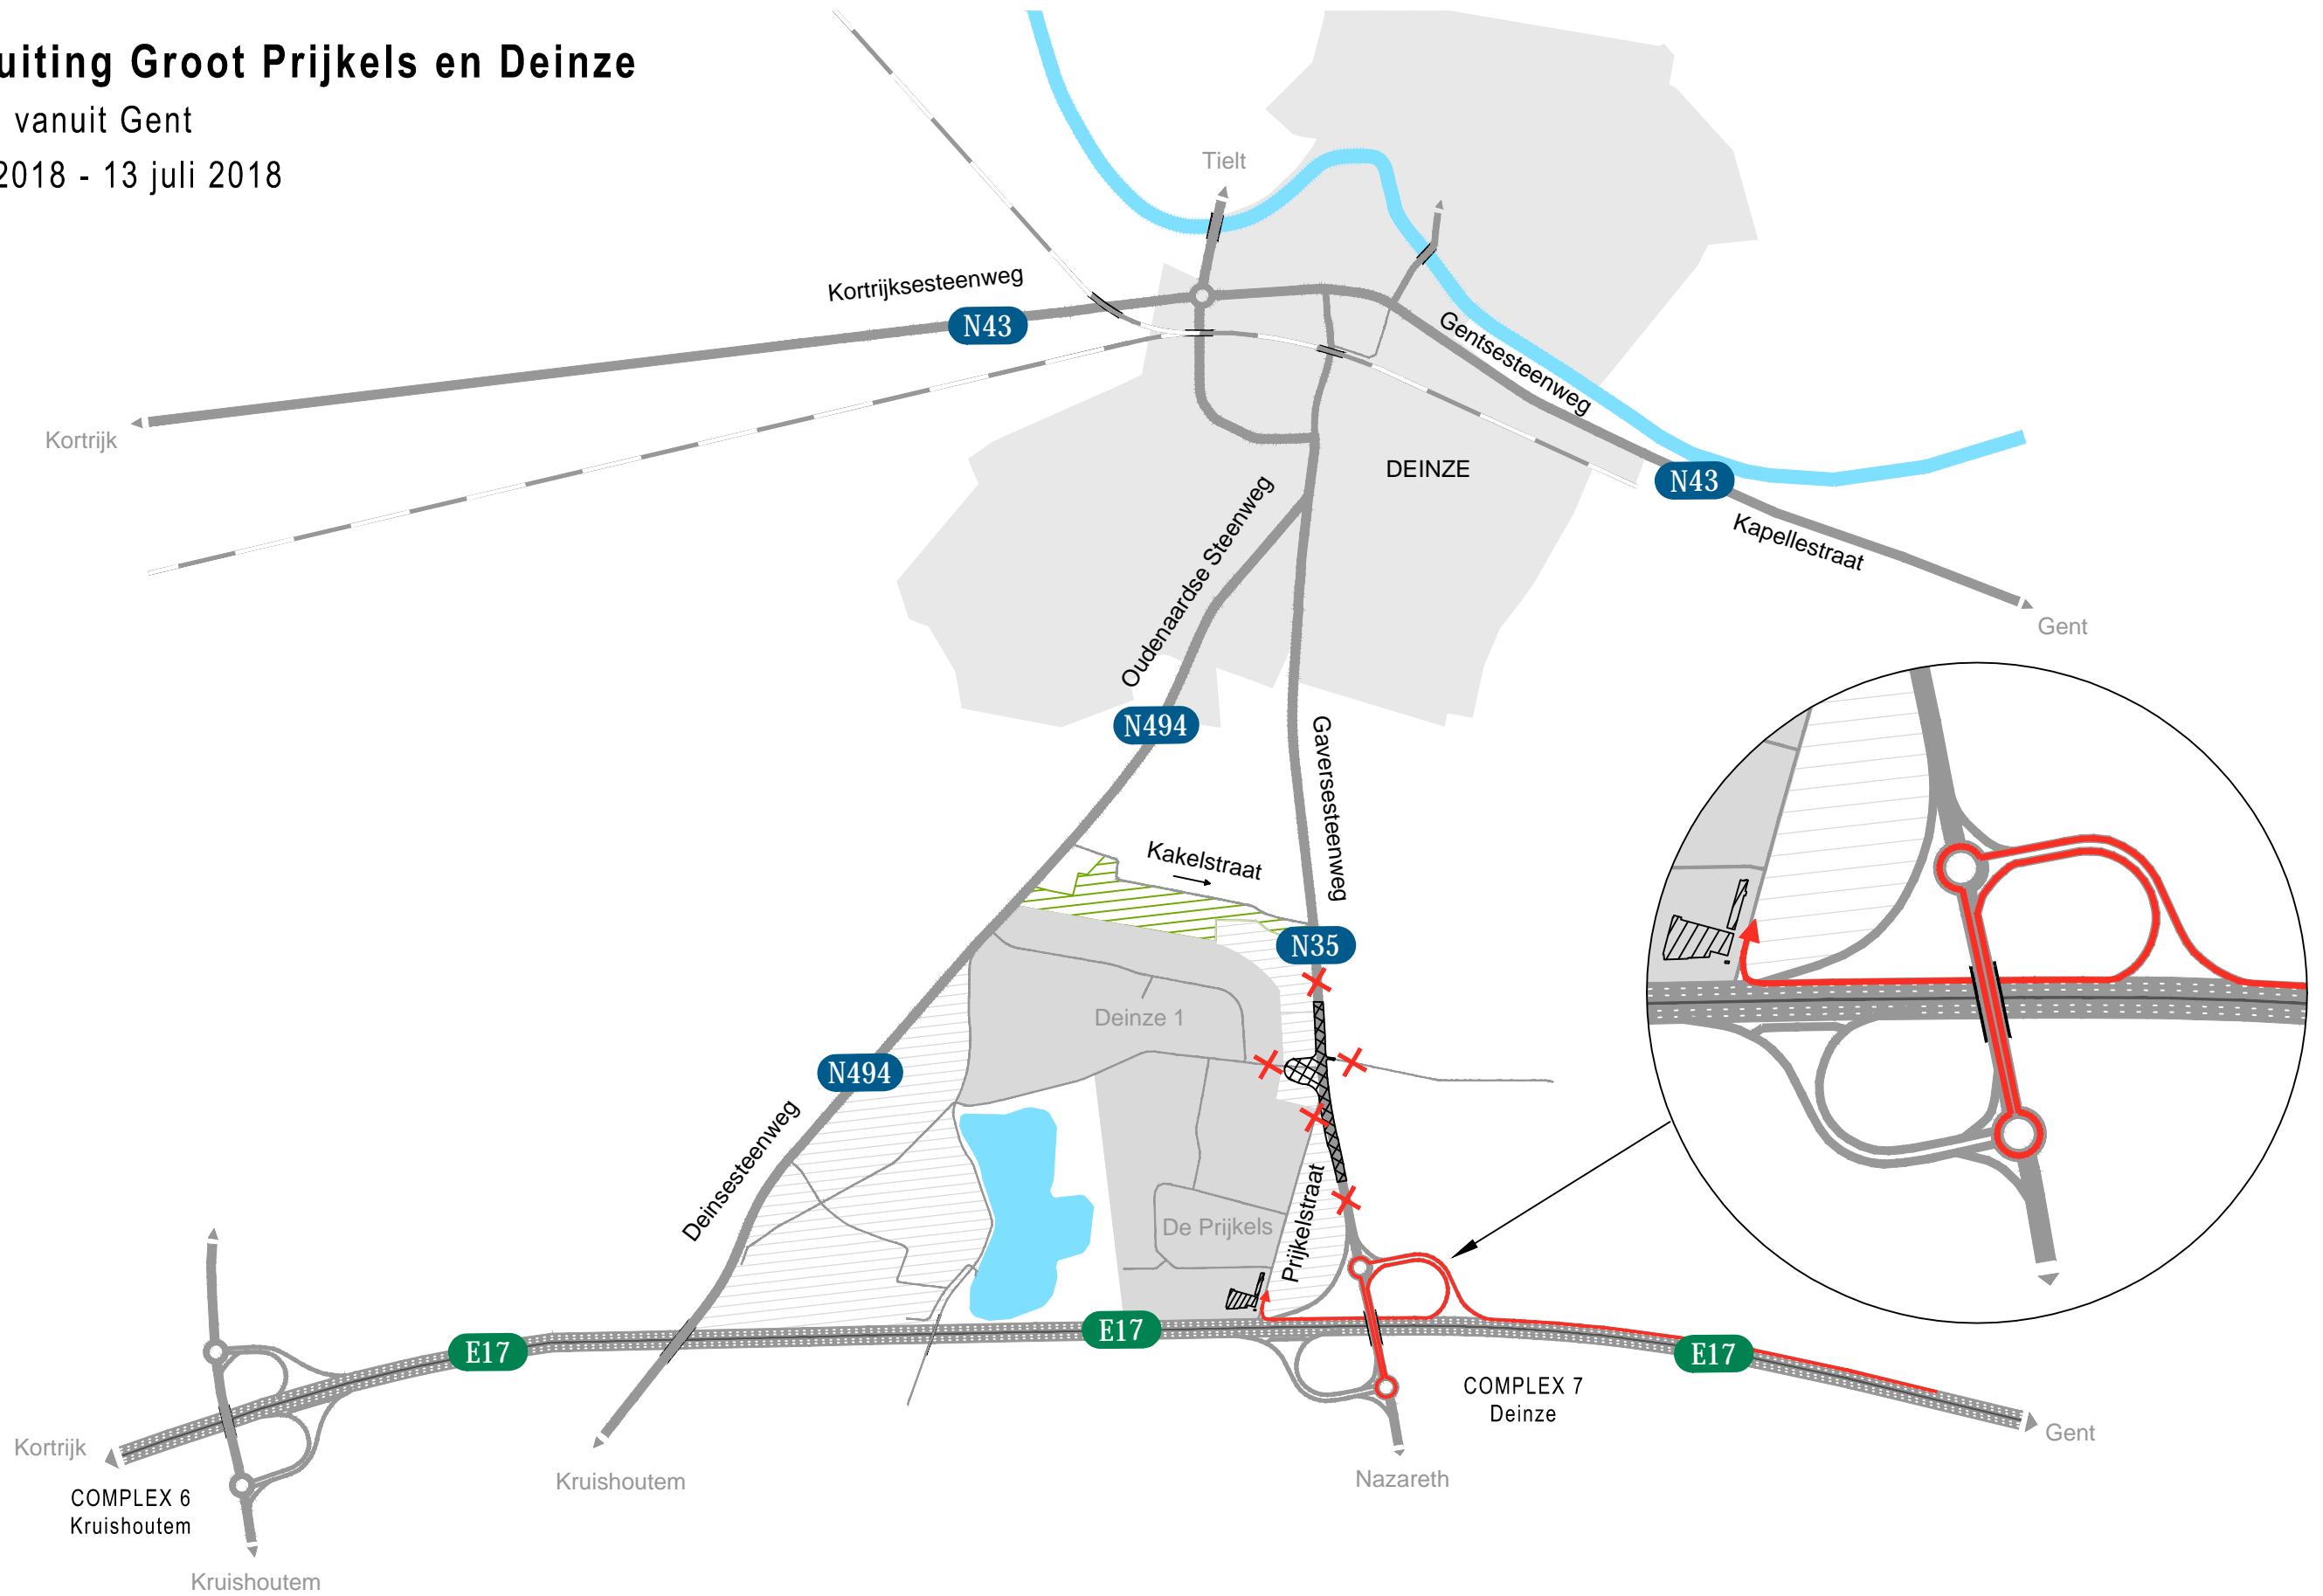 uiting Groot Prijkels en Deinze
vanuit Gent
2018 - 13 juli 2018
Tielt
Kortrijksesteenweg
N43
Gentsesteenweg
Kortrijk
DEINZE
N43
Kapellestraat
Gent
Oudenaardse Steenweg
N494
Gaversesteenweg
Kakelstraat
N35
Deinze 1
N494
Deinsesteenweg
Prijkelstraat
De Prijkels
E17
E17
E17
COMPLEX 7
Deinze
Gent
Kortrijk
COMPLEX 6
Kruishoutem
Kruishoutem
Nazareth
Kruishoutem